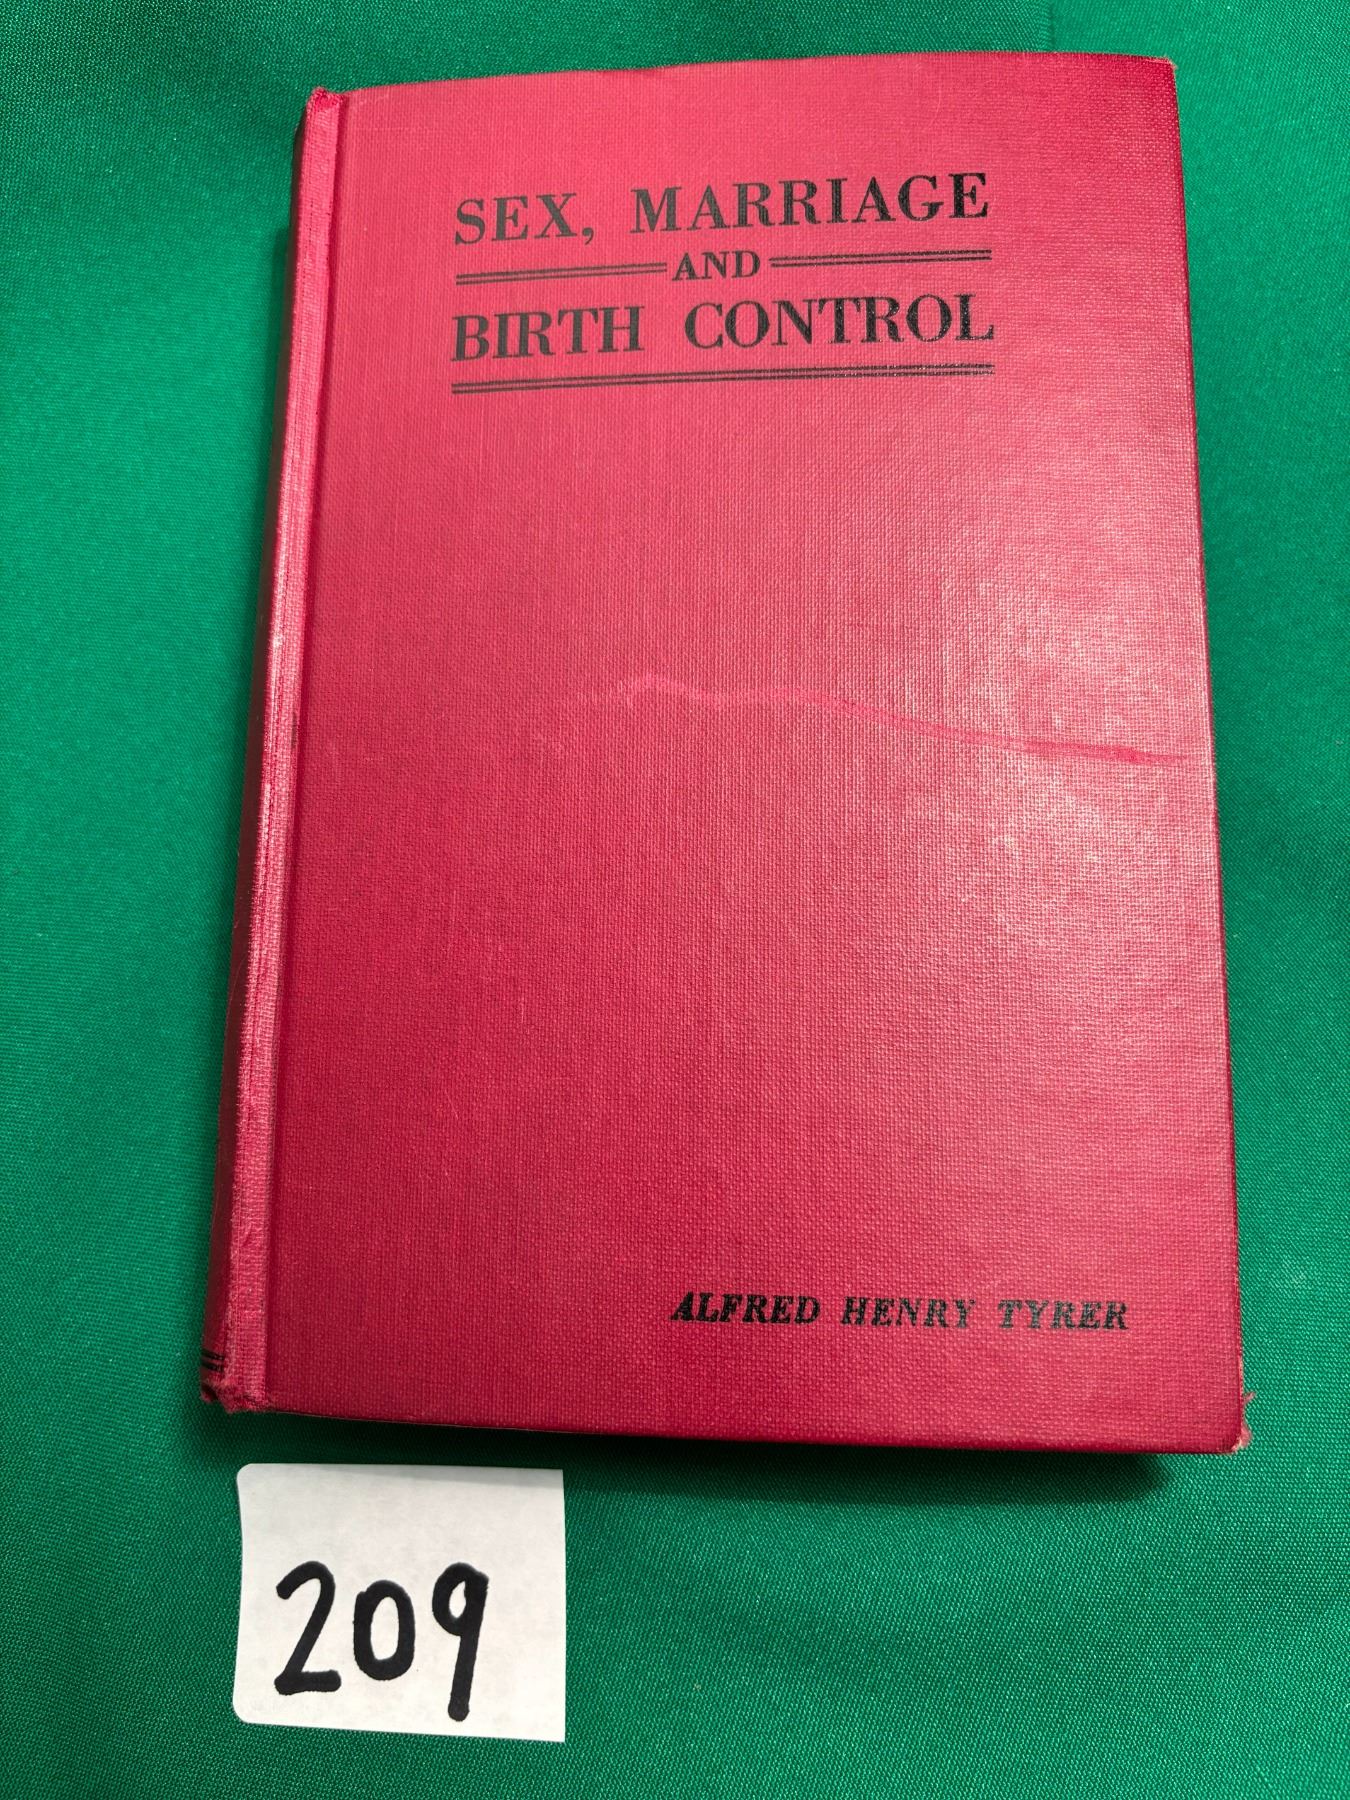 SEX, MARRIAGE
AND
BIRTH CONTROL
ALFRED HENRY TYRER
209